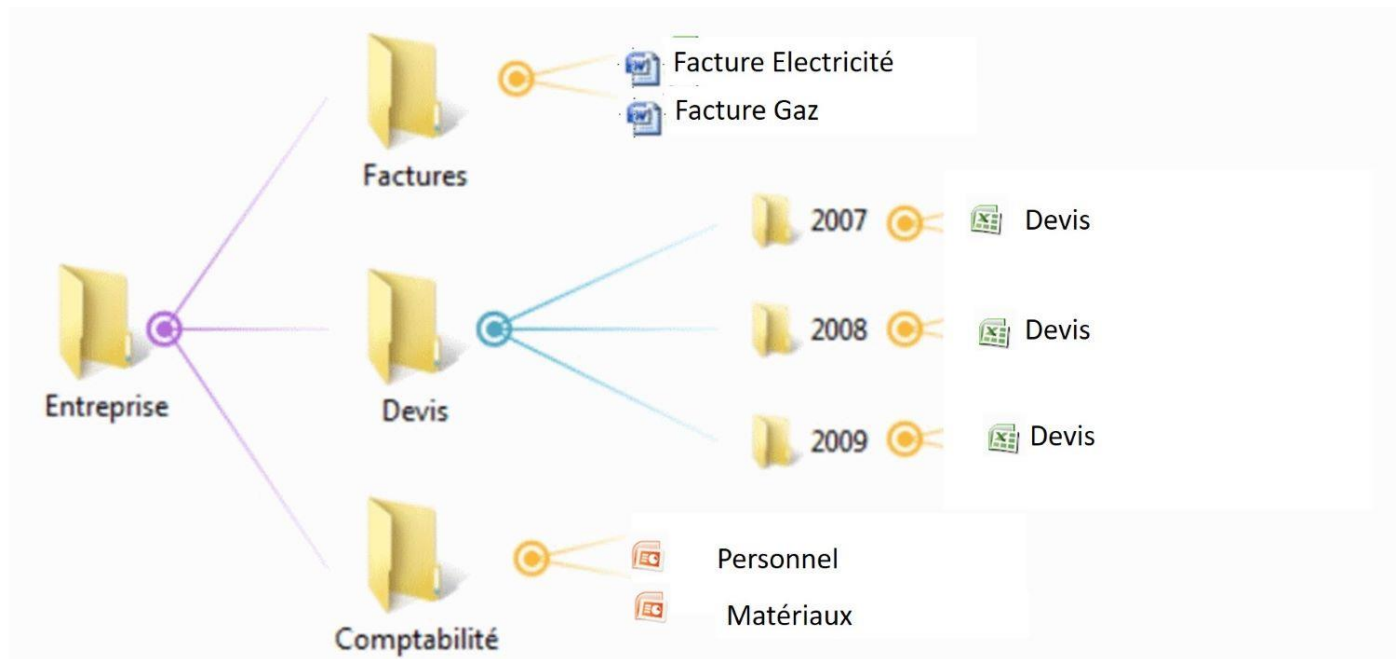 Facture Electricité
Facture Gaz
Factures
2007
Devis
2008
Devis
2009
Devis
Entreprise
Devis
Personnel
Matériaux
Comptabilité